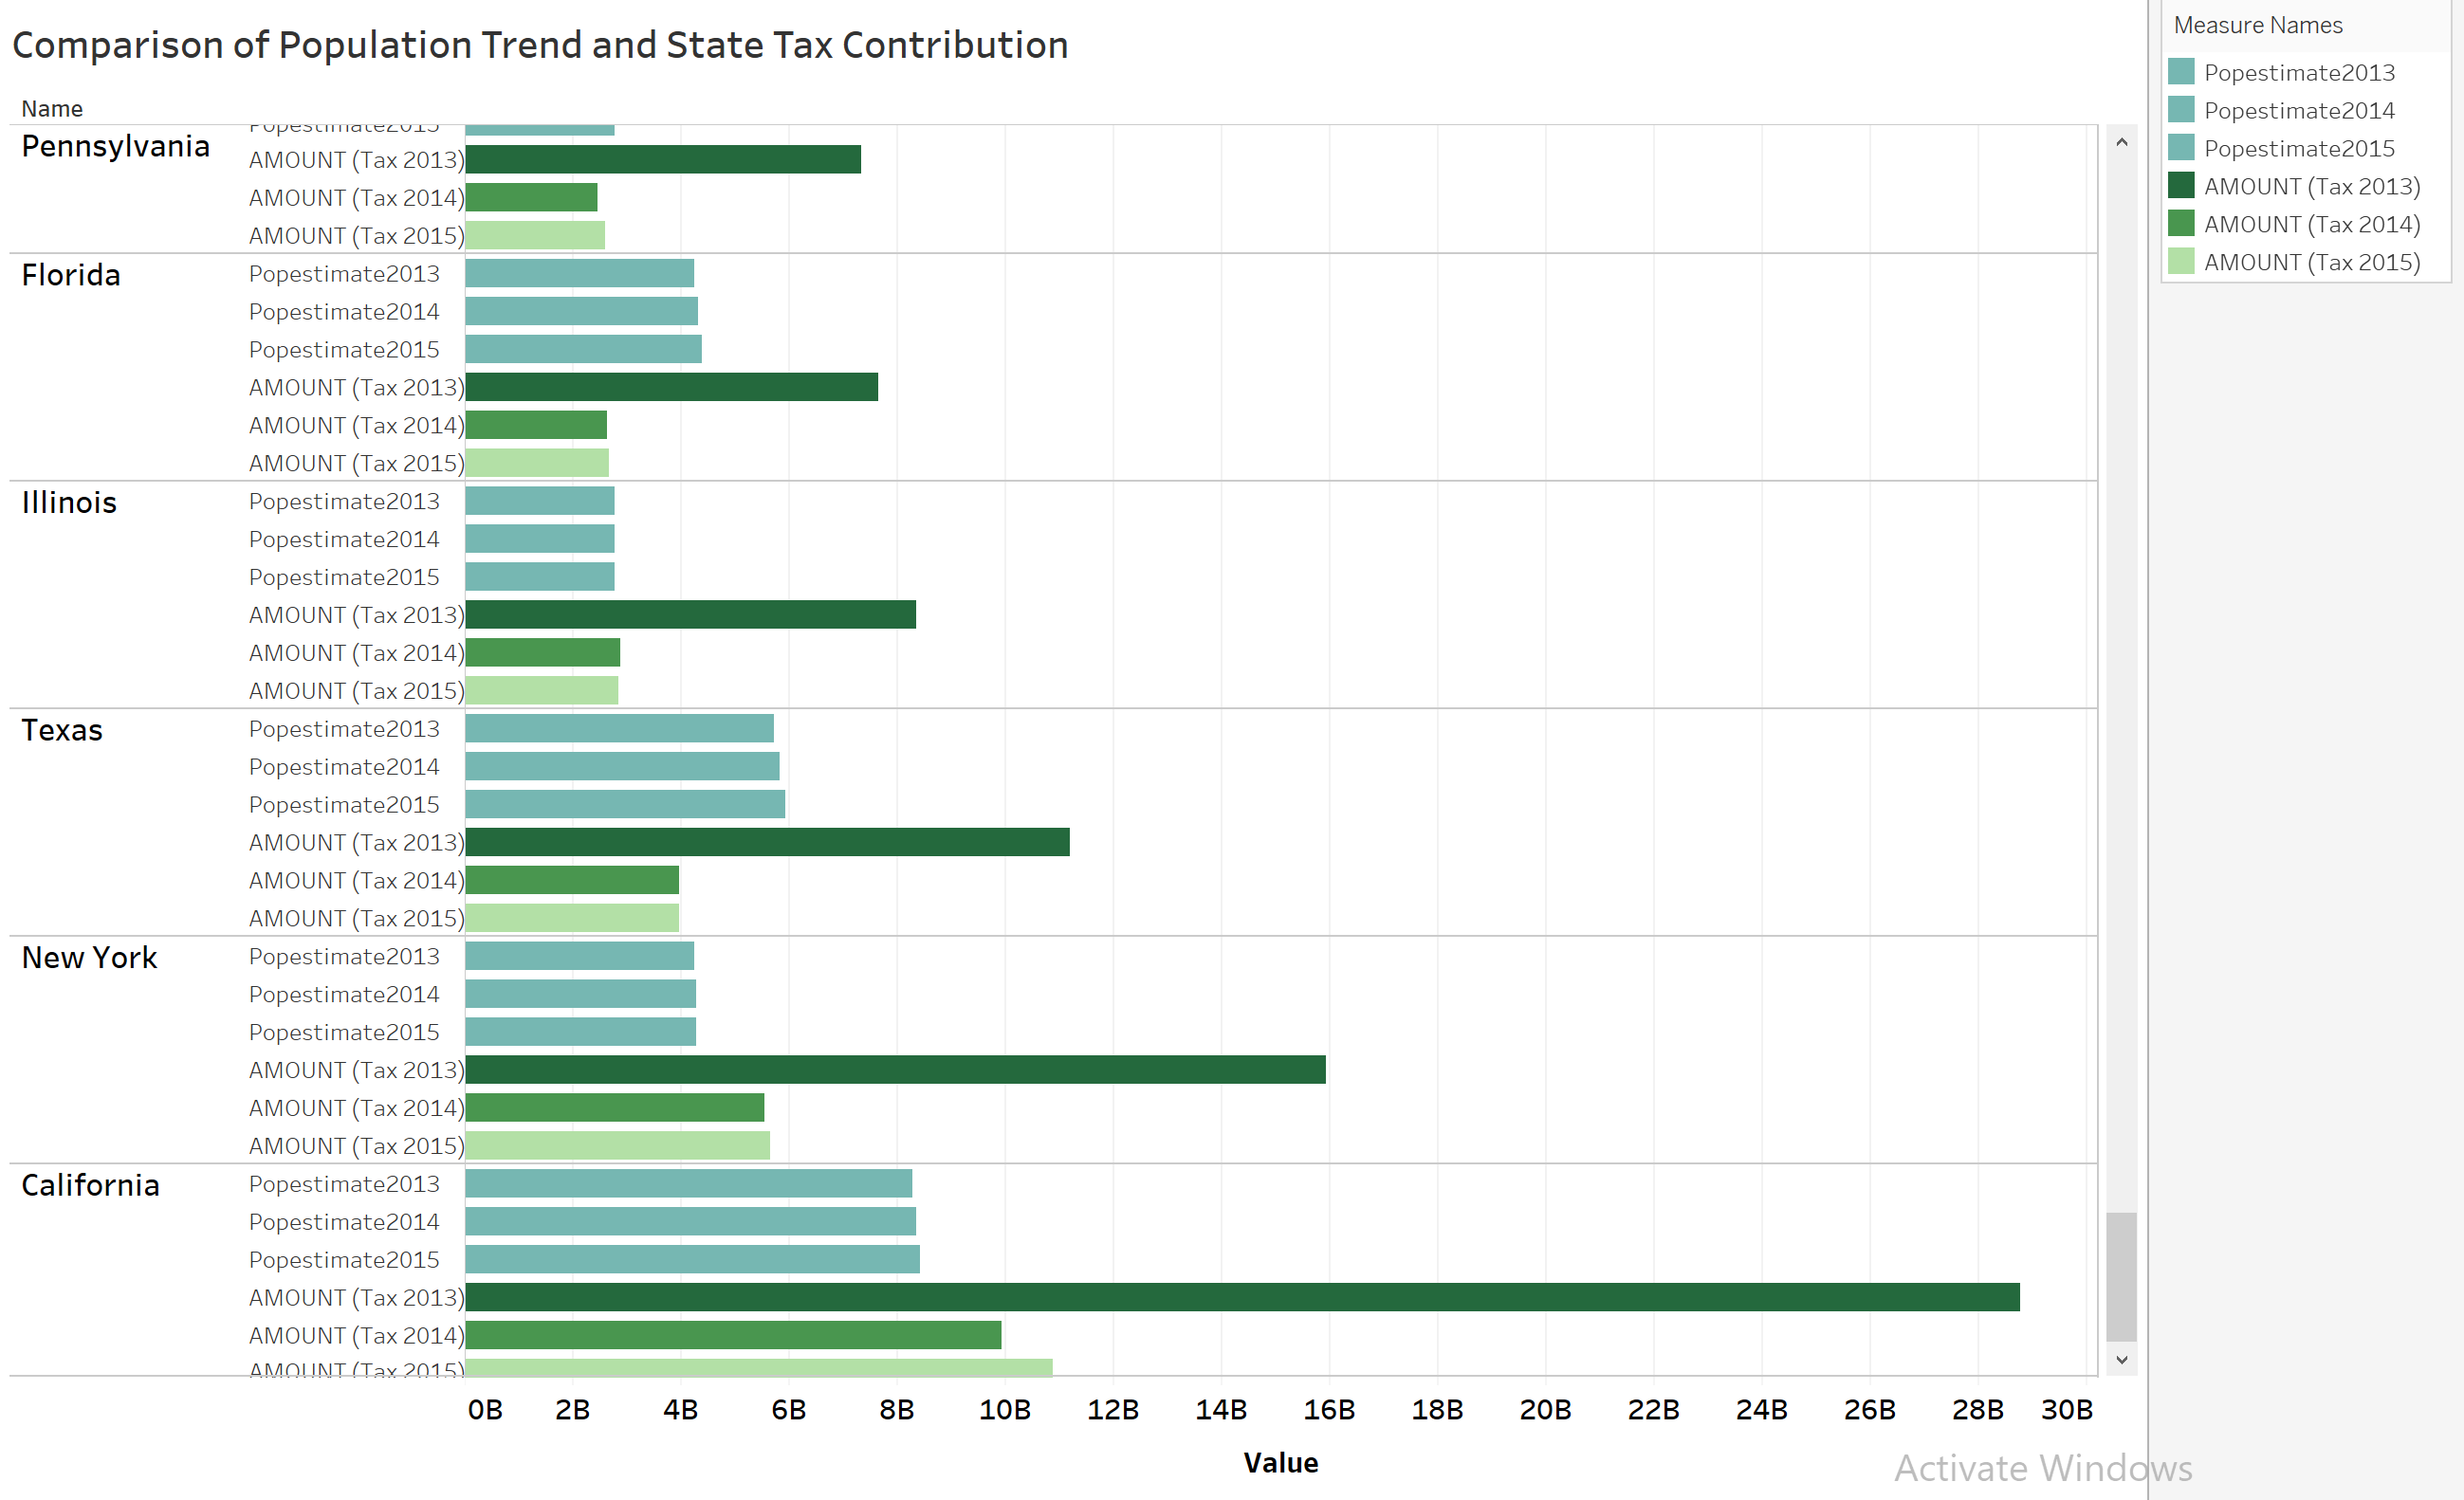 Comparison of Population Trend and State Tax Contribution
Measure Names
Popestimate2013
Popestimate2014
Popestimate2015
AMOUNT (Tax 2013)
AMOUNT (Tax 2014)
AMOUNT (Tax 2015)
Name
Pennsylvania
Popestimate2015
AMOUNT (Tax 2013)
AMOUNT (Tax 2014)
AMOUNT (Tax 2015)
Florida
Popestimate2013
Popestimate2014
Popestimate2015
AMOUNT (Tax 2013)
AMOUNT (Tax 2014)
AMOUNT (Tax 2015)
Illinois
Popestimate2013
Popestimate2014
Popestimate2015
AMOUNT (Tax 2013)
AMOUNT (Tax 2014)
AMOUNT (Tax 2015)
Texas
Popestimate2013
Popestimate2014
Popestimate2015
AMOUNT (Tax 2013)
AMOUNT (Tax 2014)
AMOUNT (Tax 2015)
New York
Popestimate2013
Popestimate2014
Popestimate2015
AMOUNT (Tax 2013)
AMOUNT (Tax 2014)
AMOUNT (Tax 2015)
California
Popestimate2013
Popestimate2014
Popestimate2015
AMOUNT (Tax 2013)
AMOUNT (Tax 2014)
AMOUNT (Tax 2015)
0B 2B 4B 6B 8B 10B 12B 14B 16B 18B 20B 22B 24B 26B 28B 30B
Value
Activate Windows